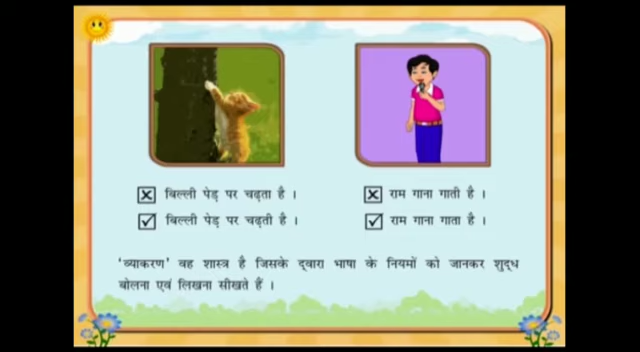 बिल्ली पेड़ पर चढ़ता है ।
बिल्ली पेड़ पर चढ़ती है ।
राम गाना गाती है ।
राम गाना गाता है ।
‘व्याकरण’ वह शास्त्र है जिसके द्वारा भाषा के नियमों को जानकर शुद्ध
बोलना एवं लिखना सीखते हैं ।